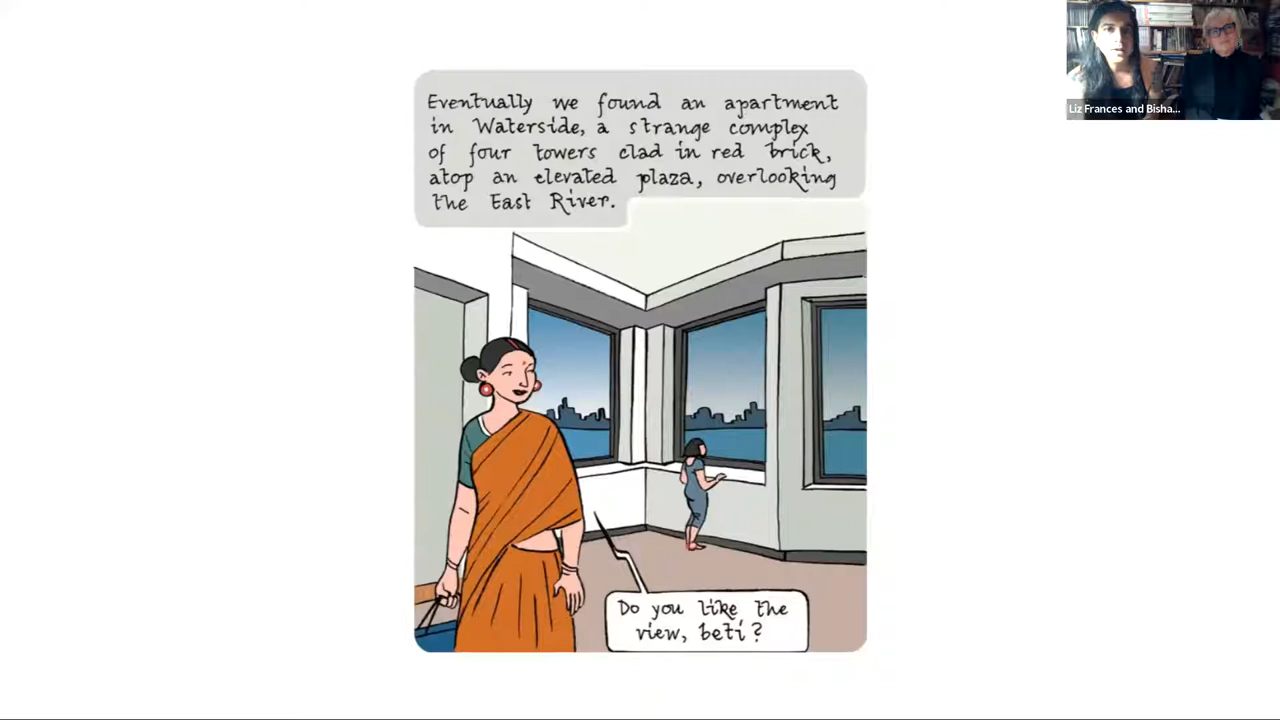 Eventually we found an apartment
in Waterside, a strange complex
of four towers clad in red brick,
atop an elevated plaza, overlooking
the East River.
Do you like the
view, beti?
Liz Frances and Bisha...